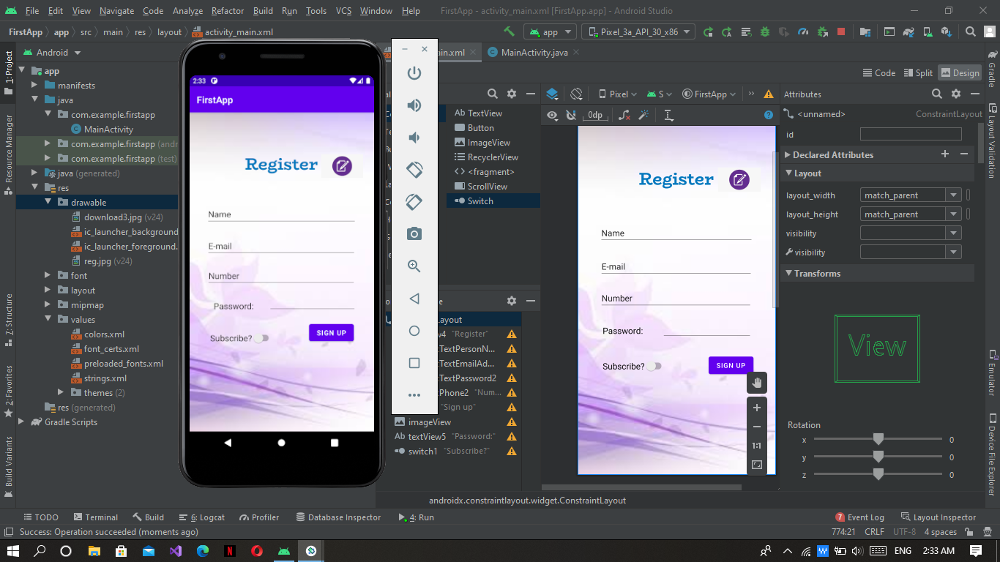 File Edit View Navigate Code Analyze Refactor Build Run Tools VCS Window Help FirstApp - activity_main.xml [FirstApp.app] - Android Studio
FirstApp app src main res layout activity_main.xml app Pixel_3a_API_30_x86
Android ain.xml MainActivity.java
Code Split Design
1: Project
Resource Manager
7: Structure
2: Favorites
Build Variants
app
manifests
java
com.example.firstapp
MainActivity
com.example.firstapp (andr
com.example.firstapp (test)
java (generated)
res
drawable
download3.jpg (v24)
ic_launcher_background
ic_launcher_foreground.
reg.jpg (v24)
font
layout
mipmap
values
colors.xml
font_certs.xml
preloaded_fonts.xml
strings.xml
themes (2)
res (generated)
Gradle Scripts
2:33
FirstApp
Register
Name
E-mail
Number
Password:
Subscribe? SIGN UP
Ab TextView
Button
ImageView
RecyclerView
<> <fragment>
ScrollView
Switch
ayout
w4 "Register"
tTextPersonN...
tTextEmailAd...
tTextPassword2
tPhone2 "Num...
"Sign up"
imageView
Ab textView5 "Password:"
switch1 "Subscribe?"
Pixel S FirstApp
0dp
Register
Name
E-mail
Number
Password:
Subscribe? SIGN UP
1:1
androidx.constraintlayout.widget.ConstraintLayout
Attributes
<unnamed> ConstraintLayout
id
Declared Attributes
Layout
layout_width match_parent
layout_height match_parent
visibility
visibility
Transforms
View
Rotation
x 0
y 0
z 0
Gradle
Layout Validation
Emulator
Device File Explorer
TODO Terminal Build 6: Logcat Profiler Database Inspector 4: Run 7 Event Log Layout Inspector
Success: Operation succeeded (moments ago) 774:21 CRLF UTF-8 4 spaces
ENG 2:33 AM